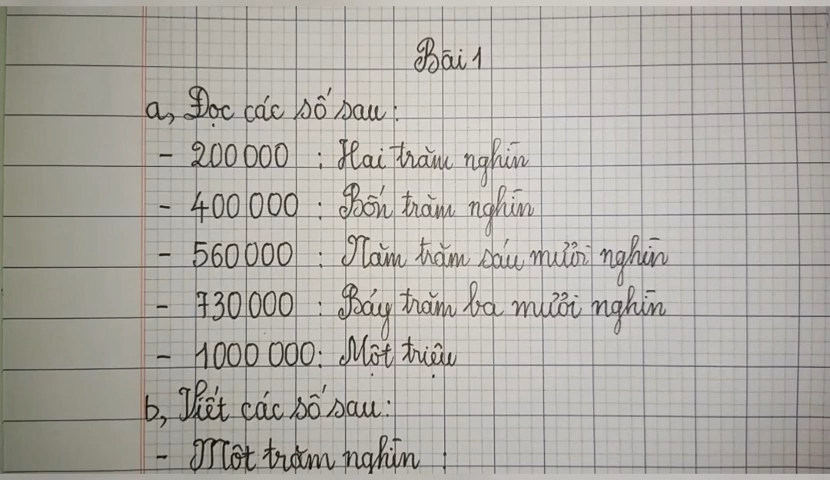 Bài 1
a, Đọc các số sau:
- 200 000 : Hai trăm nghìn
- 400 000 : Bốn trăm nghìn
- 560 000 : Năm trăm sáu mươi nghìn
- 730 000 : Bảy trăm ba mươi nghìn
- 1000 000: Một triệu
b, Viết các số sau:
- Một trăm nghìn :